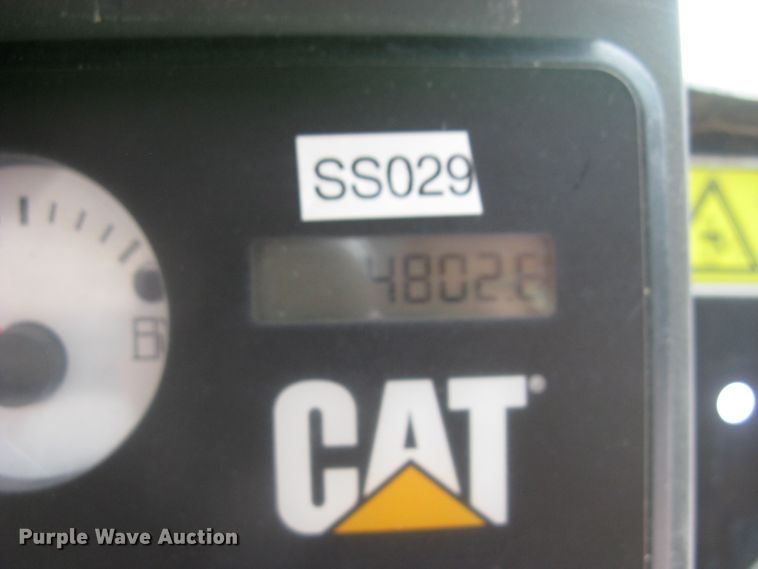 SS029
4802.6
CAT®
Purple Wave Auction®